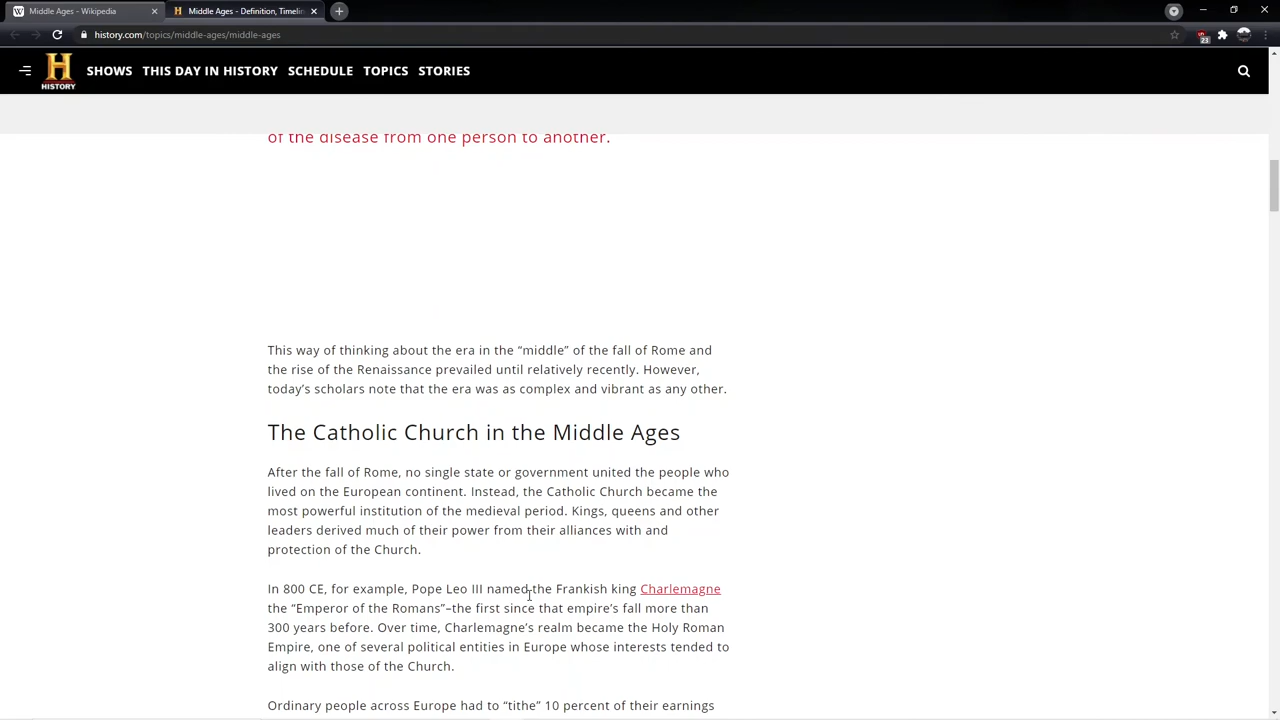 Middle Ages - Wikipedia
Middle Ages - Definition, Timelin
history.com/topics/middle-ages/middle-ages
23
H
HISTORY
SHOWS THIS DAY IN HISTORY SCHEDULE TOPICS STORIES
of the disease from one person to another.
This way of thinking about the era in the “middle” of the fall of Rome and
the rise of the Renaissance prevailed until relatively recently. However,
today’s scholars note that the era was as complex and vibrant as any other.
The Catholic Church in the Middle Ages
After the fall of Rome, no single state or government united the people who
lived on the European continent. Instead, the Catholic Church became the
most powerful institution of the medieval period. Kings, queens and other
leaders derived much of their power from their alliances with and
protection of the Church.
In 800 CE, for example, Pope Leo III named the Frankish king Charlemagne
the “Emperor of the Romans”–the first since that empire’s fall more than
300 years before. Over time, Charlemagne’s realm became the Holy Roman
Empire, one of several political entities in Europe whose interests tended to
align with those of the Church.
Ordinary people across Europe had to “tithe” 10 percent of their earnings